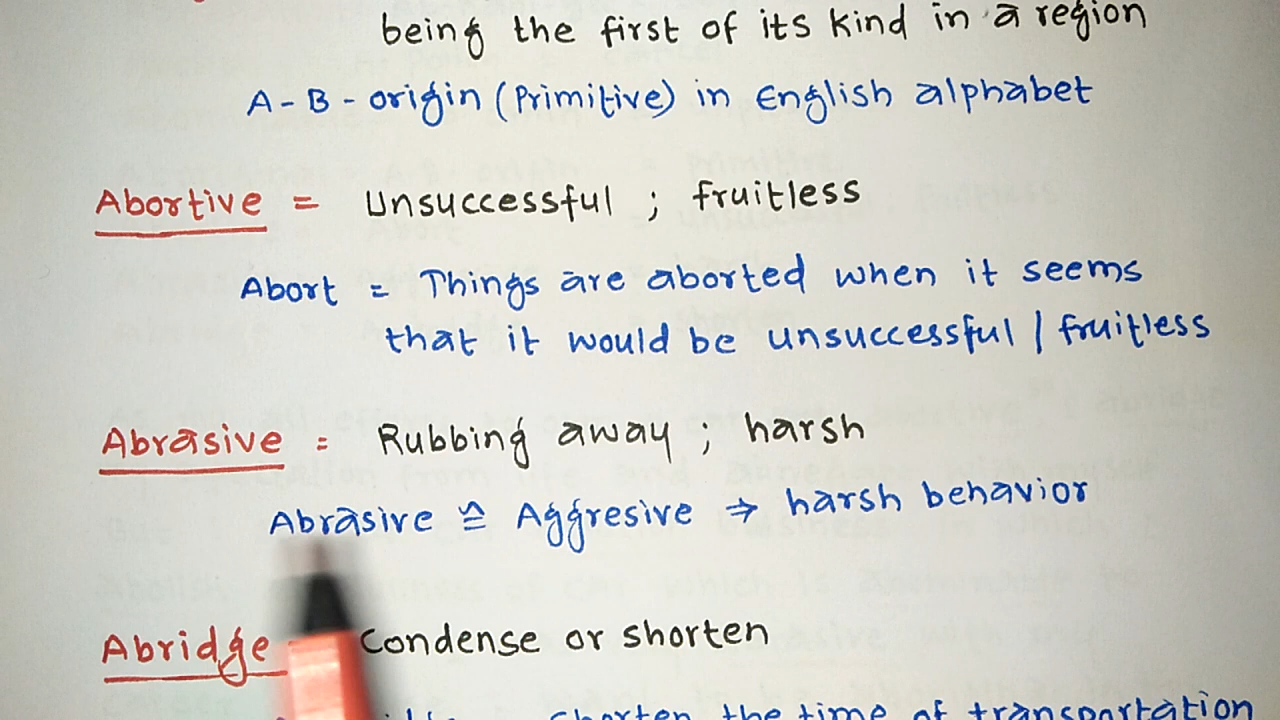 being the first of its kind in a region
A - B - origin (Primitive) in English alphabet
Abortive = Unsuccessful ; fruitless
Abort = Things are aborted when it seems
that it would be unsuccessful / fruitless
Abrasive = Rubbing away ; harsh
Abrasive ≅ Aggresive ⇒ harsh behavior
Abridge Condense or shorten
shorten the time of transportation